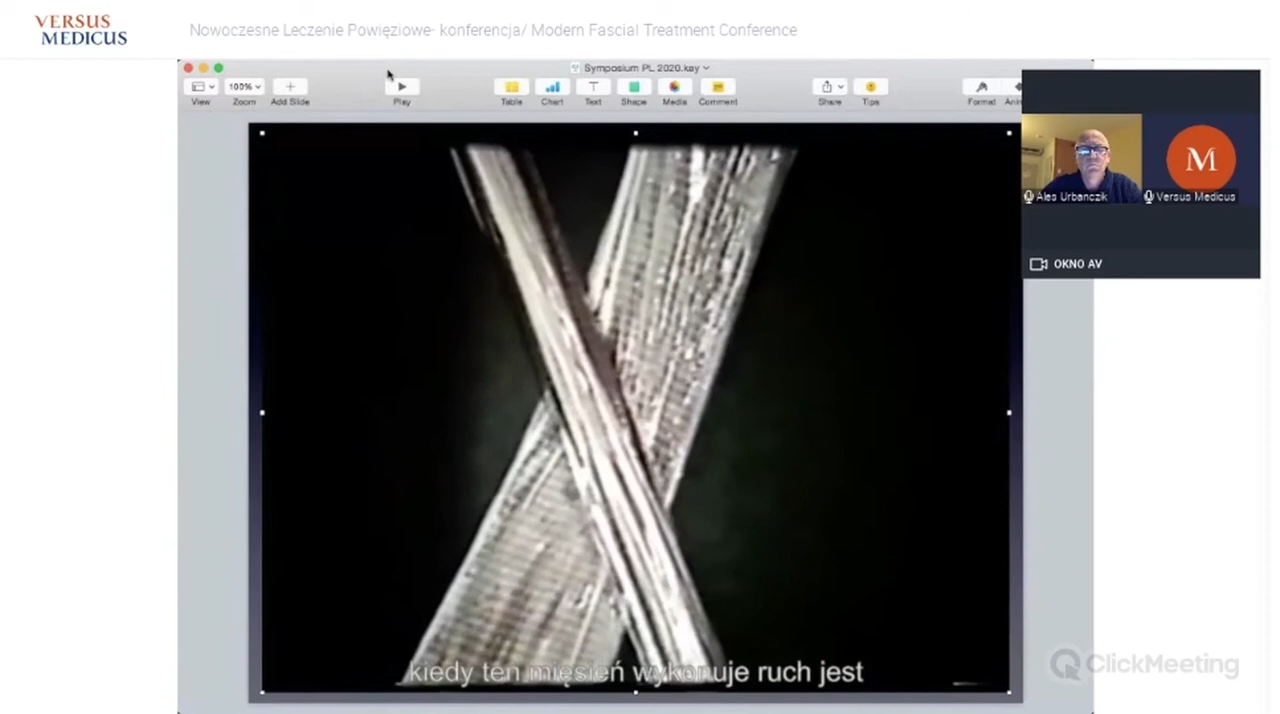 VERSUS
MEDICUS
Nowoczesne Leczenie Powięziowe- konferencja/ Modern Fascial Treatment Conference
Symposium PL 2020.key
100%
View
Zoom
Add Slide
Play
Table
Chart
Text
Shape
Media
Comment
Share
Tips
Format
Anim
M
Ales Urbanczik
Versus Medicus
OKNO AV
kiedy ten mięsień wykonuje ruch jest
ClickMeeting